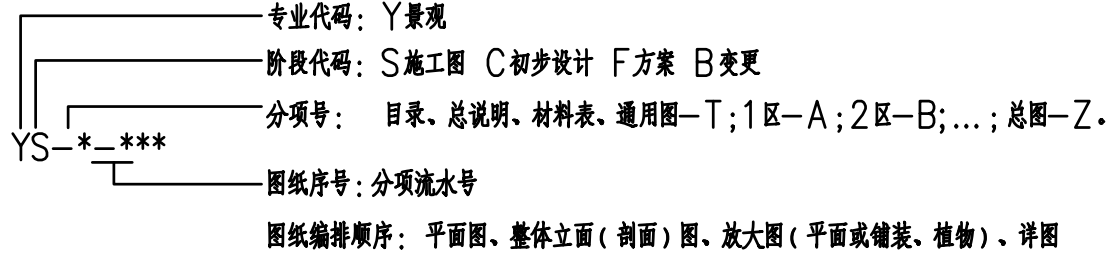 专业代码：Y景观
阶段代码：S施工图 C初步设计 F方案 B变更
分项号： 目录、总说明、材料表、通用图—T;1区—A;2区—B;...;总图—Z。
YS—*—***
图纸序号：分项流水号
图纸编排顺序： 平面图、整体立面(剖面)图、放大图(平面或铺装、植物)、详图